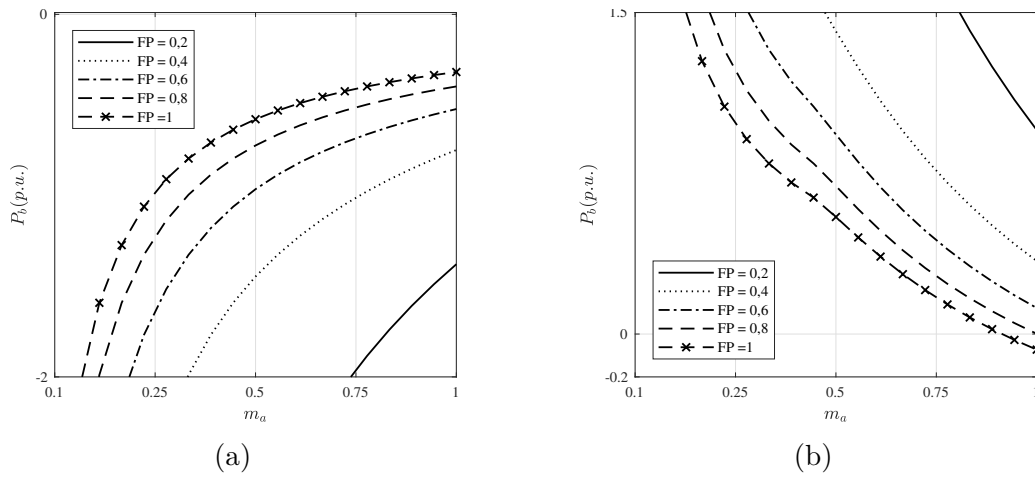 0
FP = 0,2
FP = 0,4
FP = 0,6
FP = 0,8
FP =1
P_b(p.u.)
-2
0.1
0.25
0.5
0.75
1
m_a
(a)
1.5
P_b(p.u.)
FP = 0,2
FP = 0,4
FP = 0,6
FP = 0,8
FP =1
0
-0.2
0.1
0.25
0.5
0.75
m_a
(b)